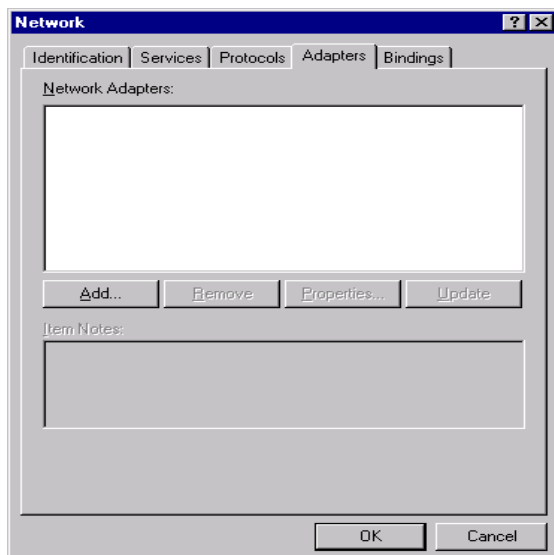 Network
Identification Services Protocols Adapters Bindings
Network Adapters:
Add... Remove Properties... Update
Item Notes:
OK Cancel